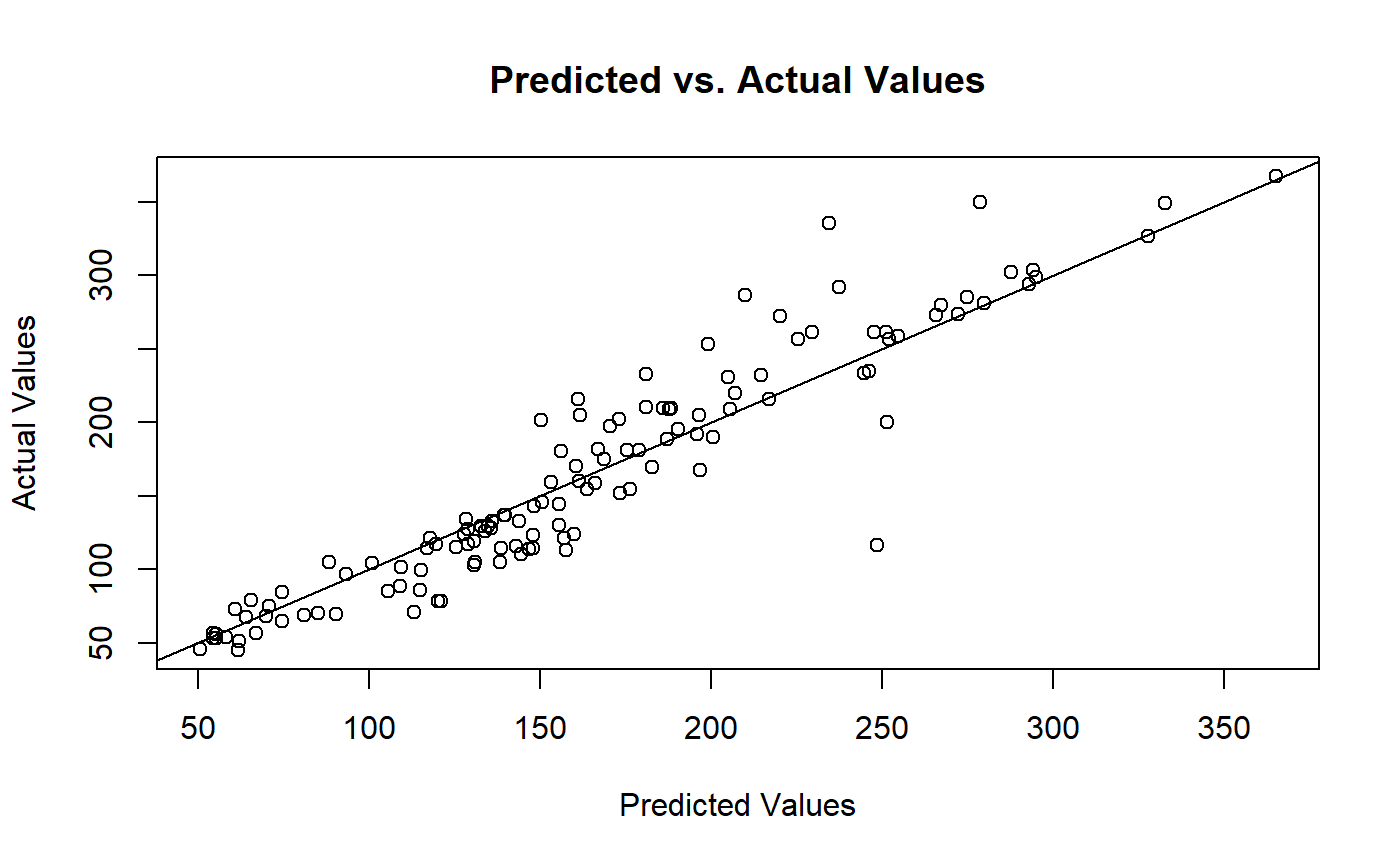 Predicted vs. Actual Values
Actual Values
300
200
100
50
50 100 150 200 250 300 350
Predicted Values